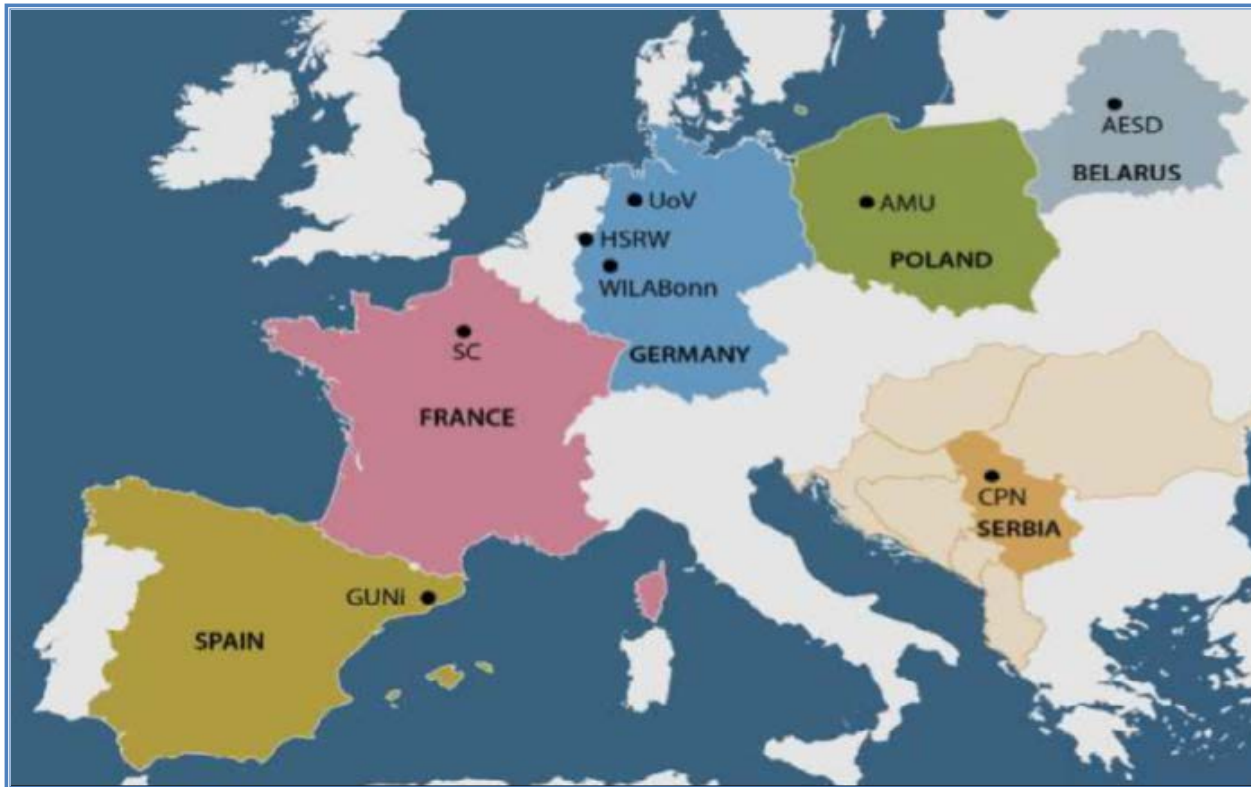 AESD
BELARUS
UoV
AMU
HSRW
POLAND
WILABonn
SC
GERMANY
FRANCE
CPN
SERBIA
GUNi
SPAIN